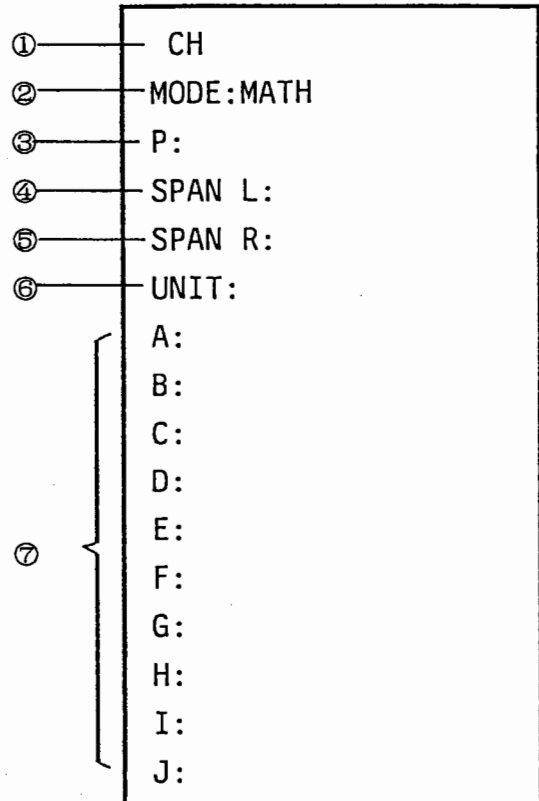 ① CH
② MODE:MATH
③ P:
④ SPAN L:
⑤ SPAN R:
⑥ UNIT:
A:
B:
C:
D:
E:
F:
⑦
G:
H:
I:
J: